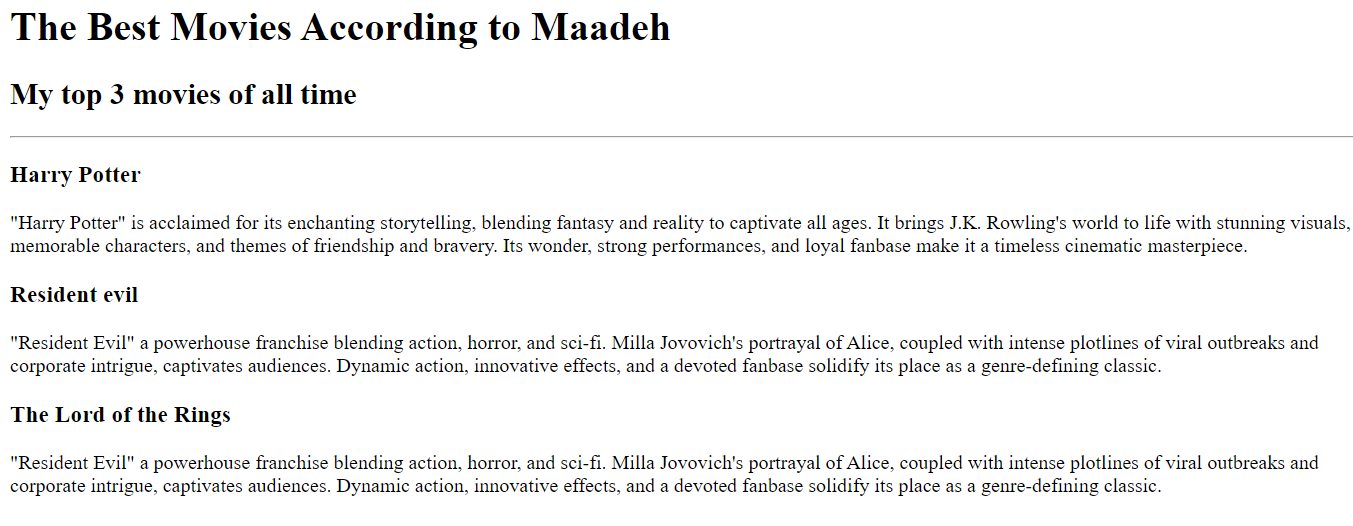 The Best Movies According to Maadeh
My top 3 movies of all time
Harry Potter
"Harry Potter" is acclaimed for its enchanting storytelling, blending fantasy and reality to captivate all ages. It brings J.K. Rowling's world to life with stunning visuals,
memorable characters, and themes of friendship and bravery. Its wonder, strong performances, and loyal fanbase make it a timeless cinematic masterpiece.
Resident evil
"Resident Evil" a powerhouse franchise blending action, horror, and sci-fi. Milla Jovovich's portrayal of Alice, coupled with intense plotlines of viral outbreaks and
corporate intrigue, captivates audiences. Dynamic action, innovative effects, and a devoted fanbase solidify its place as a genre-defining classic.
The Lord of the Rings
"Resident Evil" a powerhouse franchise blending action, horror, and sci-fi. Milla Jovovich's portrayal of Alice, coupled with intense plotlines of viral outbreaks and
corporate intrigue, captivates audiences. Dynamic action, innovative effects, and a devoted fanbase solidify its place as a genre-defining classic.